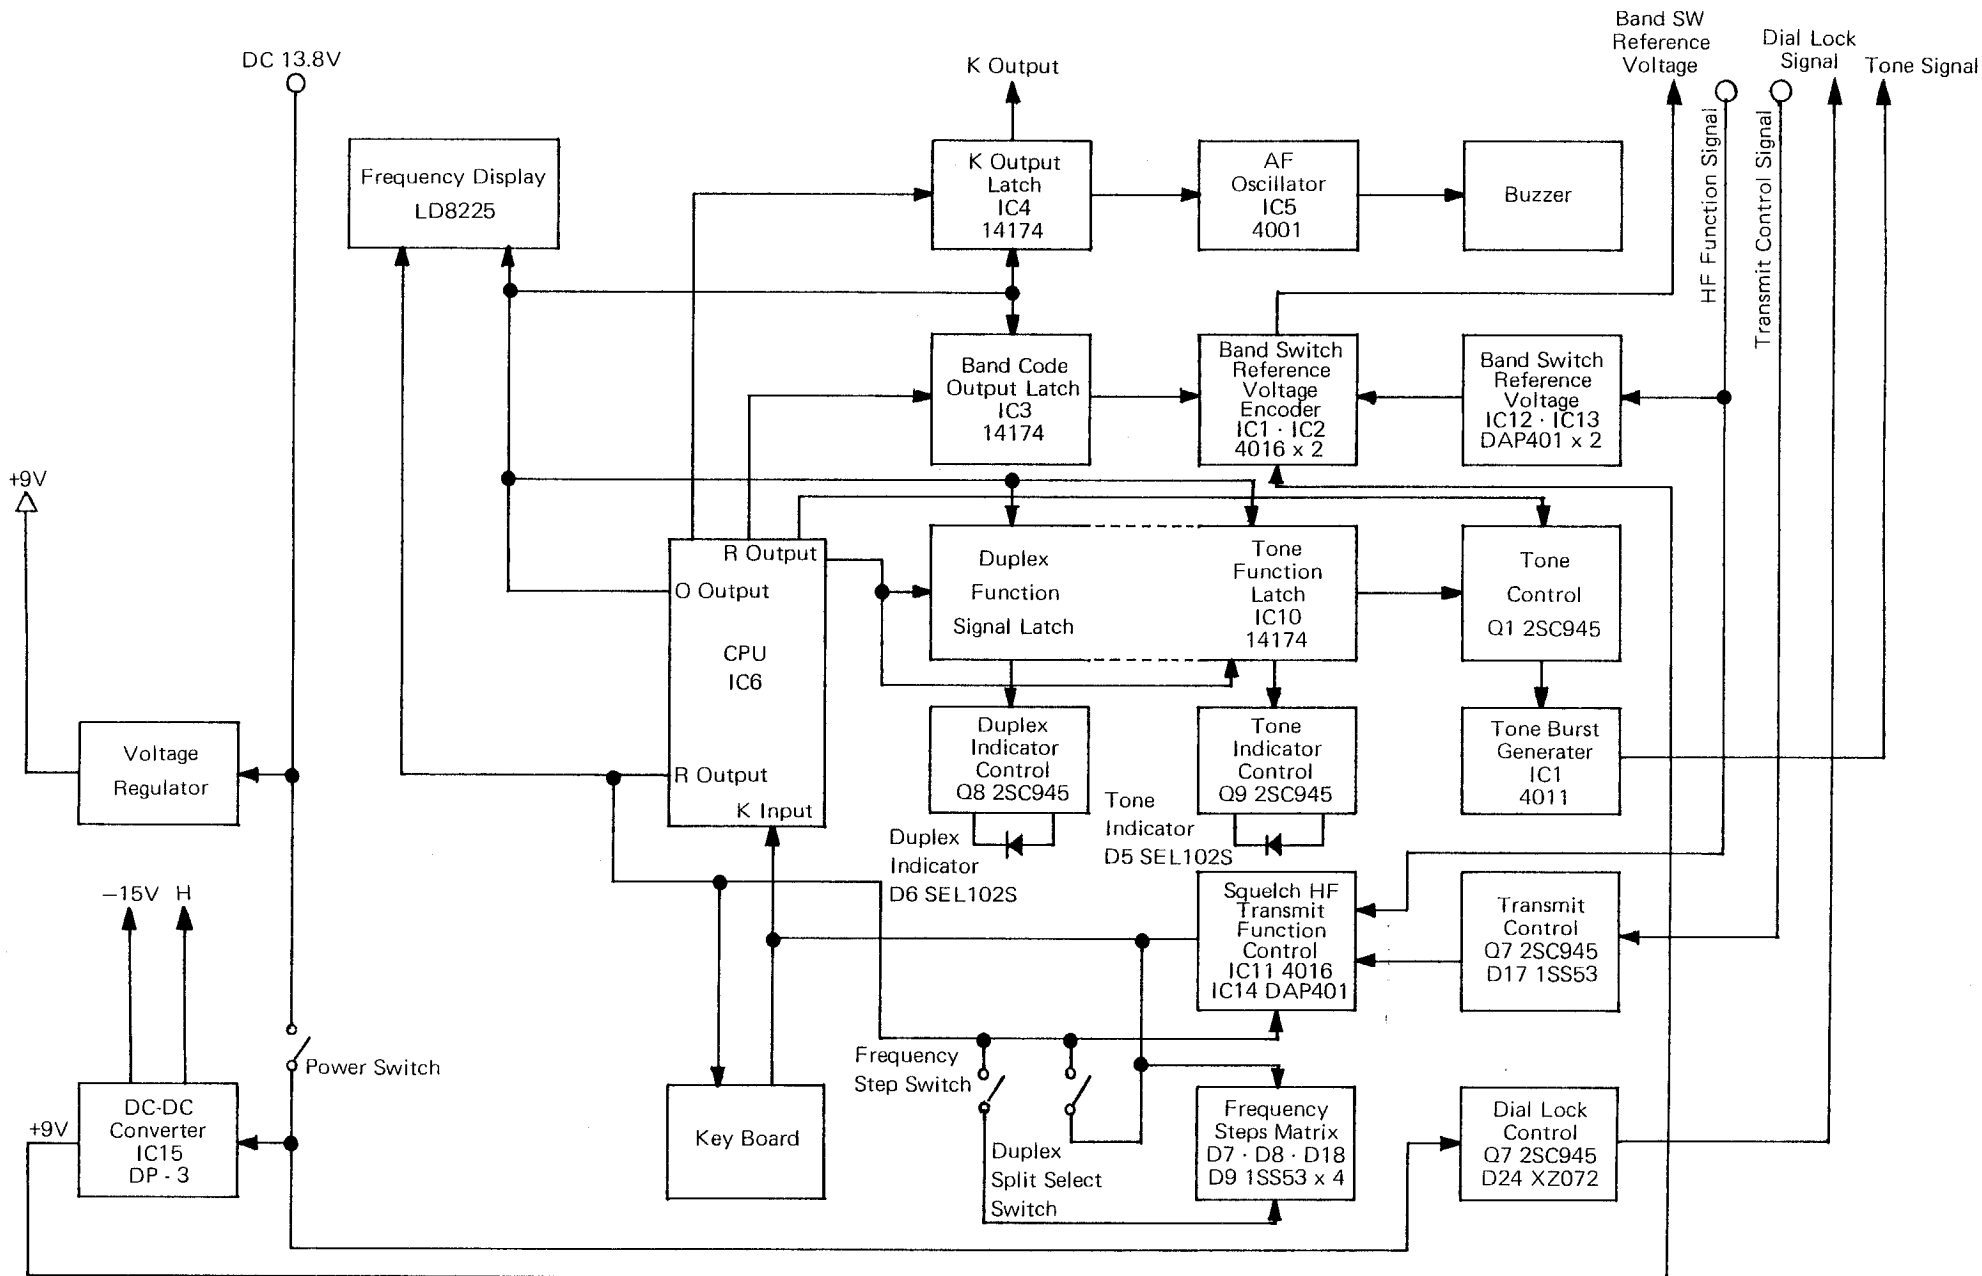 Band SW
Reference
Voltage
Dial Lock
Signal
Tone Signal
DC 13.8V
K Output
HF Function Signal
Transmit Control Signal
Frequency Display
LD8225
K Output
Latch
IC4
14174
AF
Oscillator
IC5
4001
Buzzer
Band Code
Output Latch
IC3
14174
Band Switch
Reference
Voltage
Encoder
IC1 · IC2
4016 x 2
Band Switch
Reference
Voltage
IC12 · IC13
DAP401 x 2
+9V
R Output
O Output
CPU
IC6
R Output
K Input
Duplex
Function
Signal Latch
Tone
Function
Latch
IC10
14174
Tone
Control
Q1 2SC945
Voltage
Regulator
Duplex
Indicator
Control
Q8 2SC945
Tone
Indicator
Control
Q9 2SC945
Tone Burst
Generater
IC1
4011
Duplex
Indicator
D6 SEL102S
Tone
Indicator
D5 SEL102S
−15V
H
Squelch HF
Transmit
Function
Control
IC11 4016
IC14 DAP401
Transmit
Control
Q7 2SC945
D17 1SS53
Power Switch
Frequency
Step Switch
+9V
DC-DC
Converter
IC15
DP - 3
Key Board
Duplex
Split Select
Switch
Frequency
Steps Matrix
D7 · D8 · D18
D9 1SS53 x 4
Dial Lock
Control
Q7 2SC945
D24 XZ072